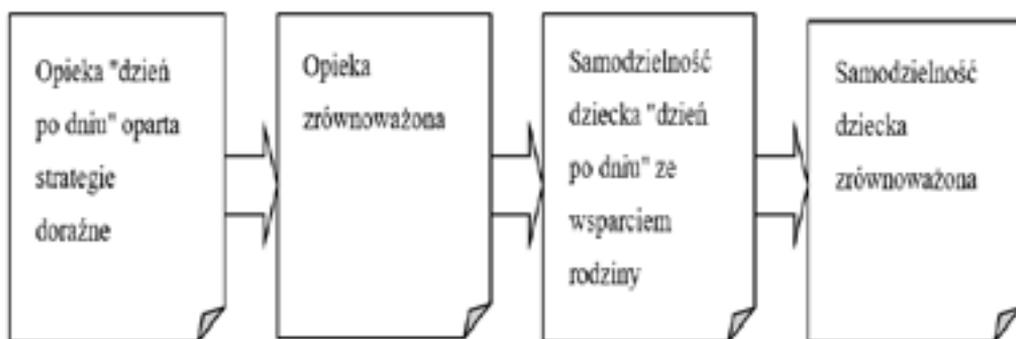 Opieka "dzień
po dniu" oparta
strategie
doraźne
Opieka
zrównoważona
Samodzielność
dziecka "dzień
po dniu" ze
wsparciem
rodziny
Samodzielność
dziecka
zrównoważona